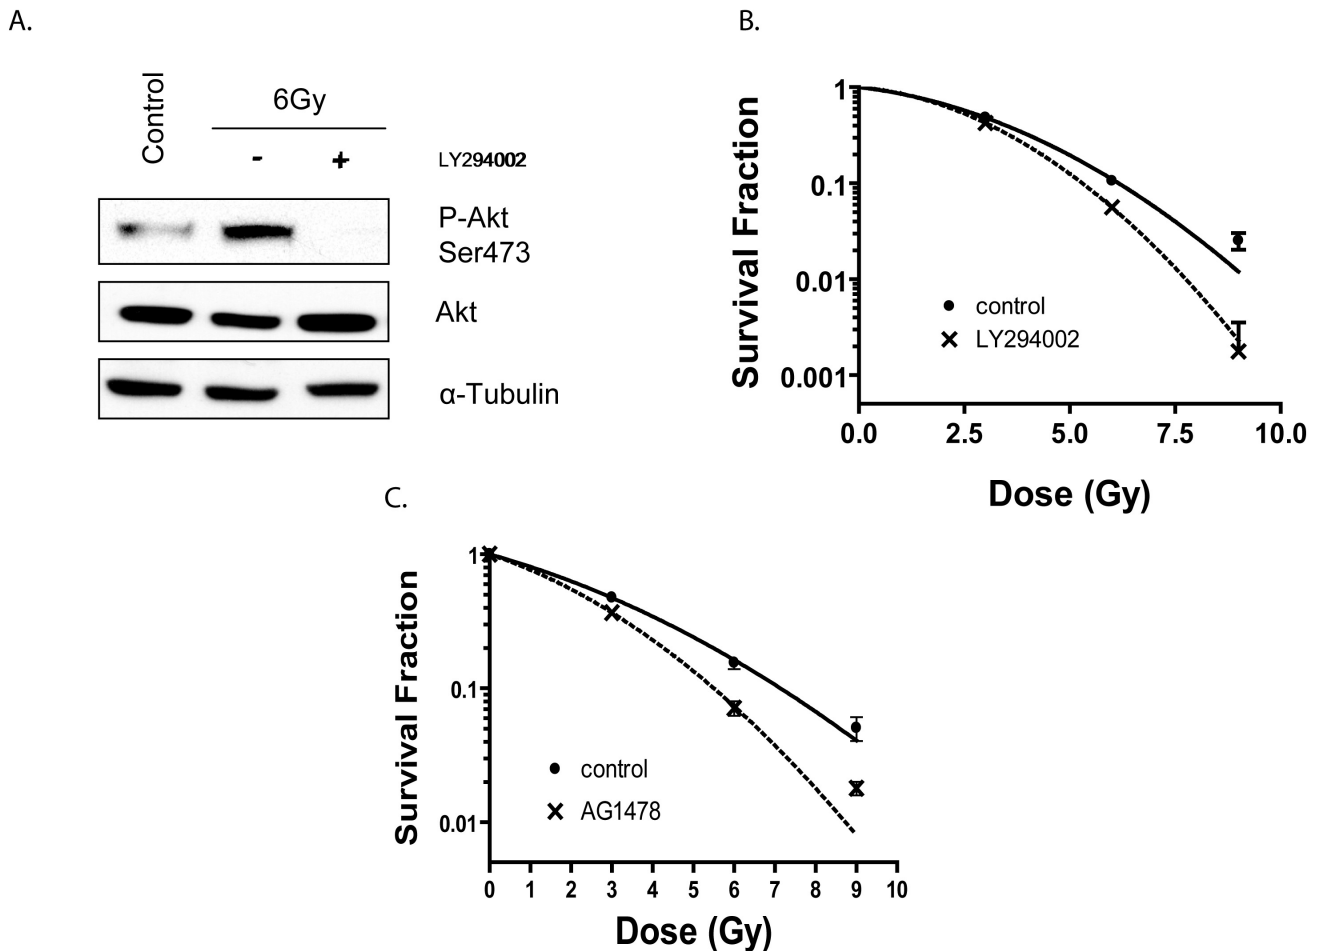 A.
Control
6Gy
- +
LY294002
P-Akt
Ser473
Akt
α-Tubulin
B.
Survival Fraction
1
0.1
0.01
0.001
control
LY294002
0.0 2.5 5.0 7.5 10.0
Dose (Gy)
C.
Survival Fraction
1
0.1
0.01
control
AG1478
0 1 2 3 4 5 6 7 8 9 10
Dose (Gy)